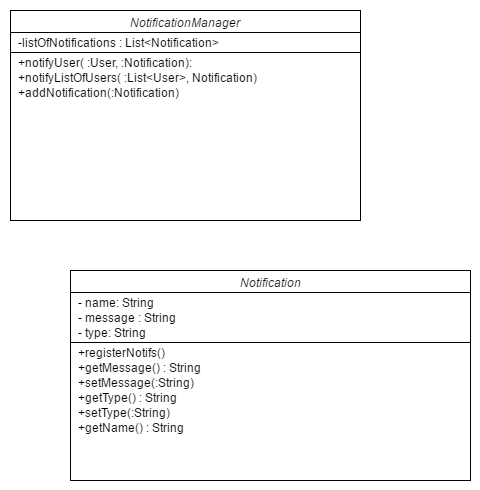 NotificationManager
-listOfNotifications : List<Notification>
+notifyUser( :User, :Notification):
+notifyListOfUsers( :List<User>, Notification)
+addNotification(:Notification)
Notification
- name: String
- message : String
- type: String
+registerNotifs()
+getMessage() : String
+setMessage(:String)
+getType() : String
+setType(:String)
+getName() : String